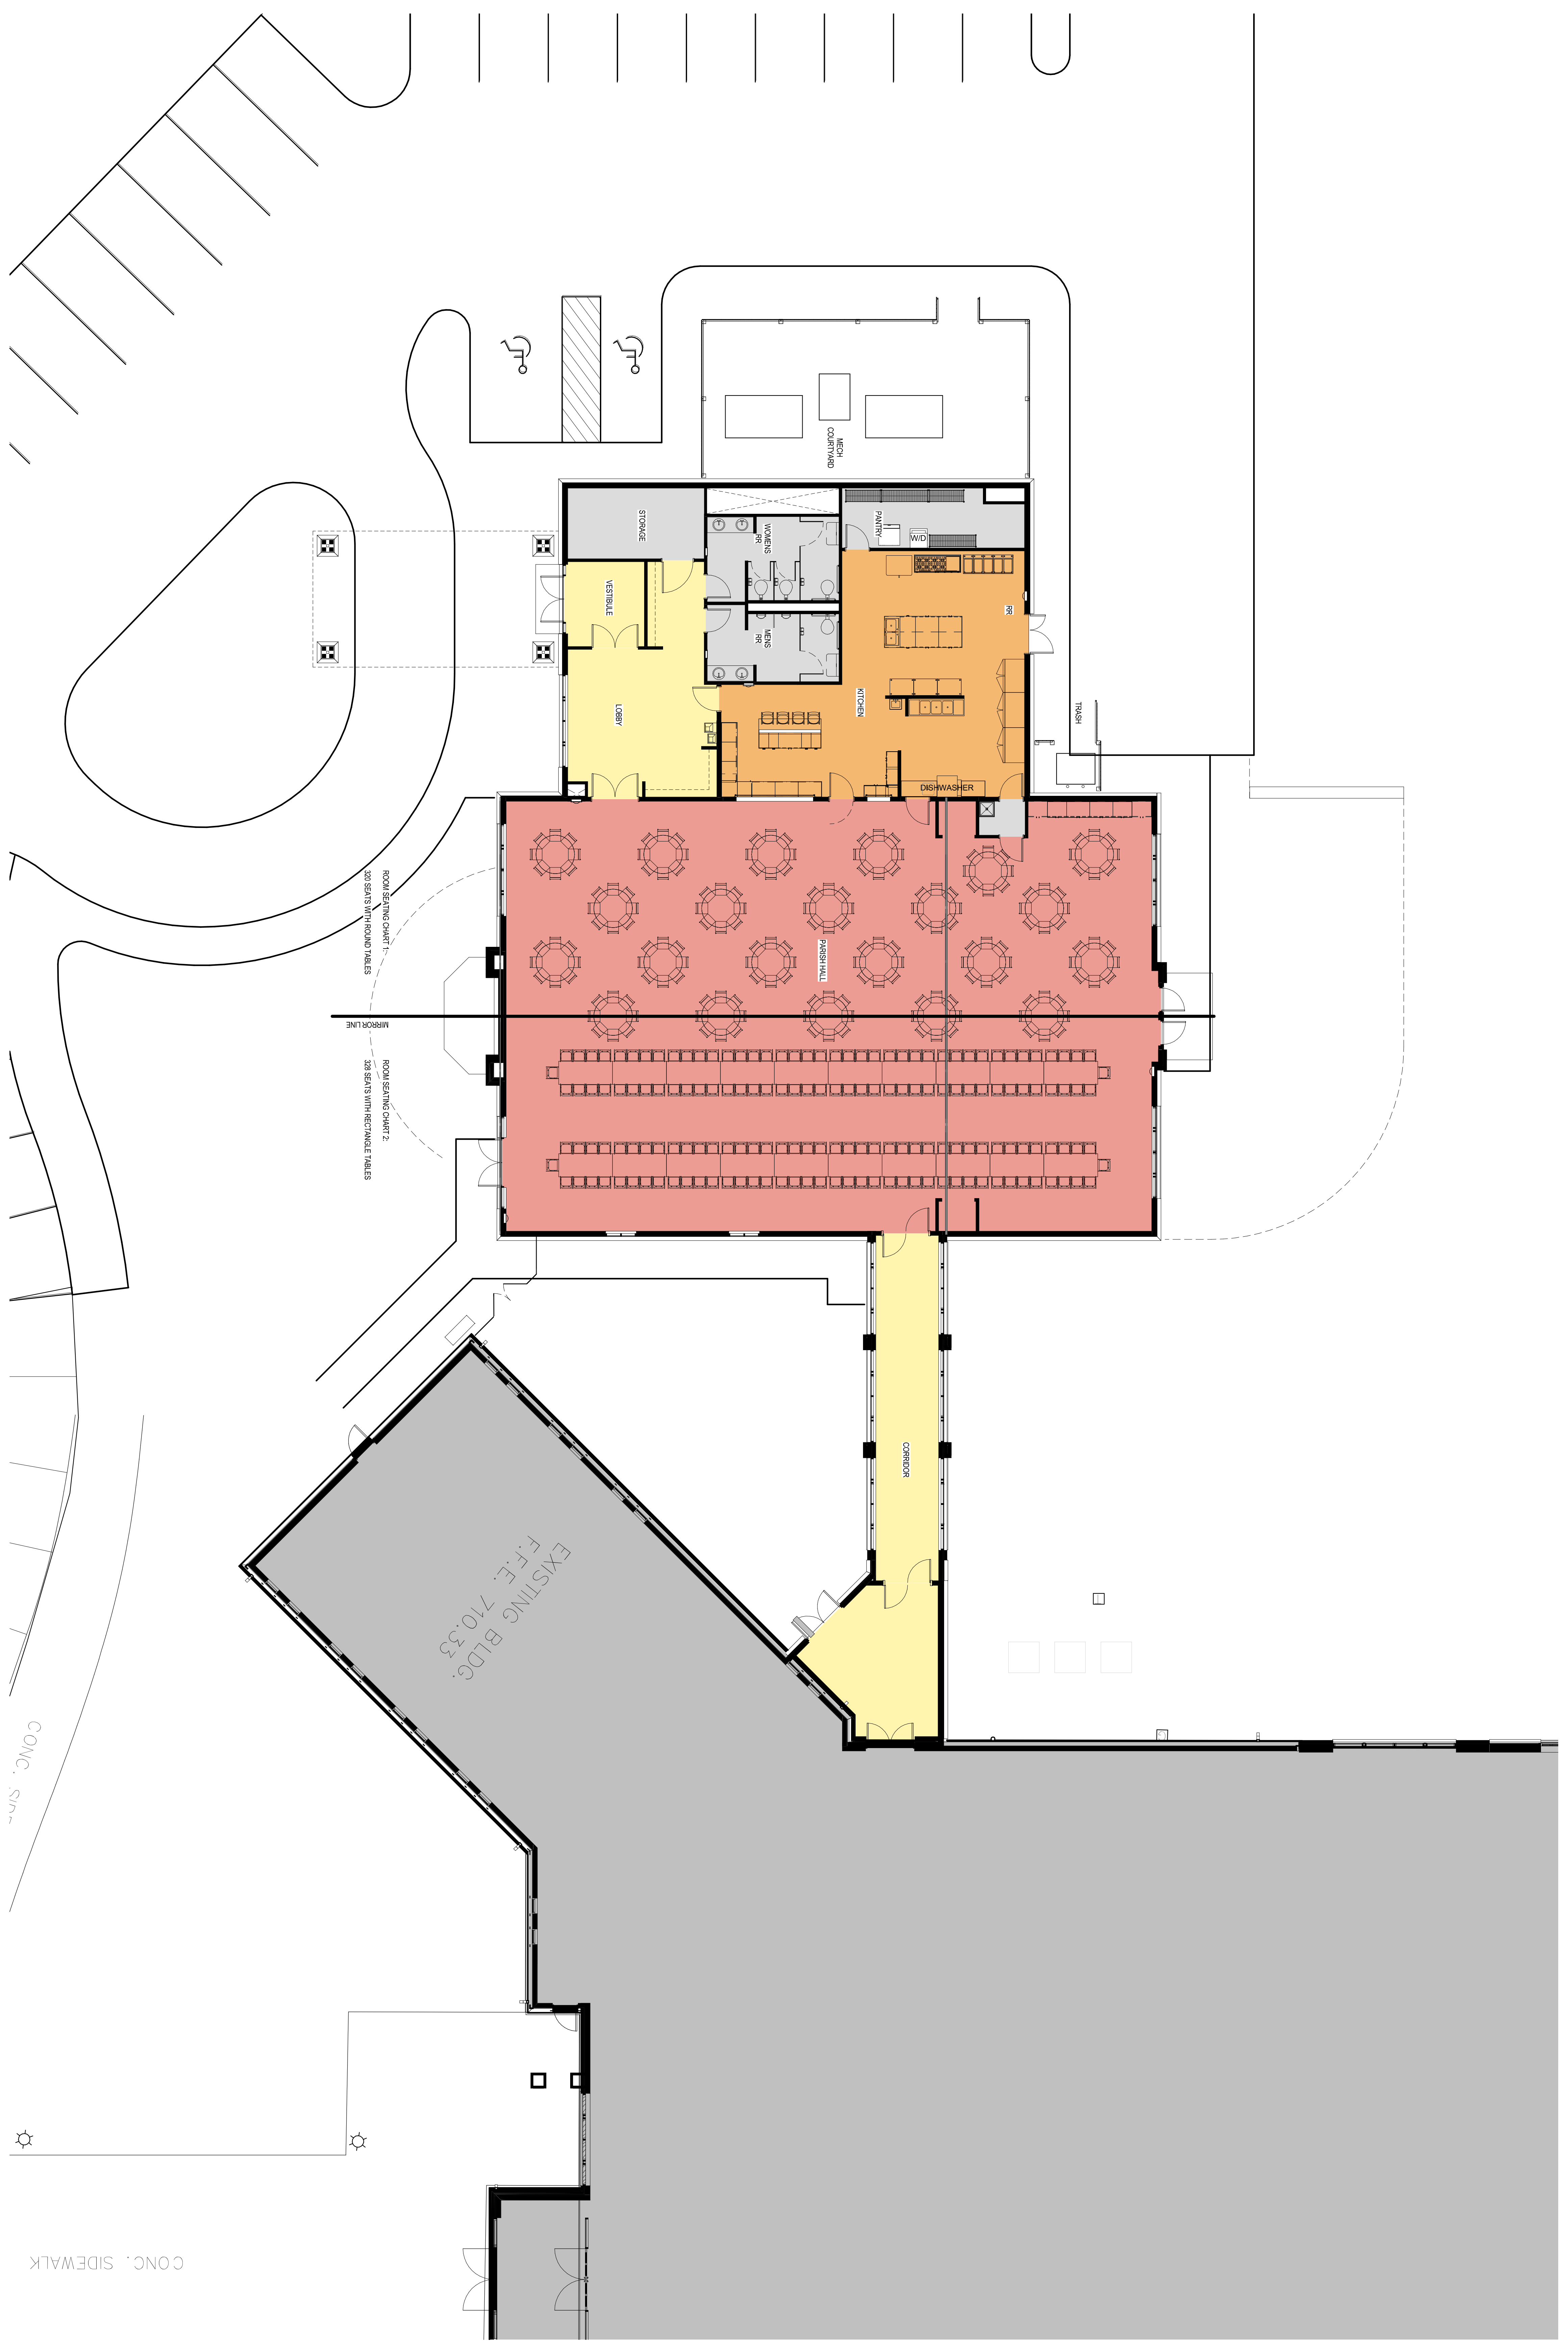 MECH
COURTYARD
STORAGE
WOMENS
RR
PANTRY
W/D
VESTIBULE
MENS
RR
RR
LOBBY
KITCHEN
TRASH
DISHWASHER
ROOM SEATING CHART 1:
320 SEATS WITH ROUND TABLES
PARISH HALL
MIRROR LINE
ROOM SEATING CHART 2:
328 SEATS WITH RECTANGLE TABLES
CORRIDOR
EXISTING BLDG.
F.F.E. 710.33
CONC.
CONC. SIDEWALK